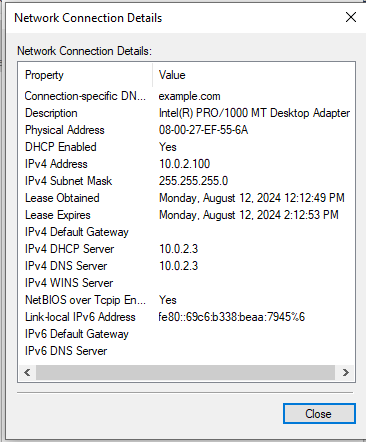 Network Connection Details
Network Connection Details:
Property Value
Connection-specific DN... example.com
Description Intel(R) PRO/1000 MT Desktop Adapter
Physical Address 08-00-27-EF-55-6A
DHCP Enabled Yes
IPv4 Address 10.0.2.100
IPv4 Subnet Mask 255.255.255.0
Lease Obtained Monday, August 12, 2024 12:12:49 PM
Lease Expires Monday, August 12, 2024 2:12:53 PM
IPv4 Default Gateway
IPv4 DHCP Server 10.0.2.3
IPv4 DNS Server 10.0.2.3
IPv4 WINS Server
NetBIOS over Tcpip En... Yes
Link-local IPv6 Address fe80::69c6:b338:beaa:7945%6
IPv6 Default Gateway
IPv6 DNS Server
Close